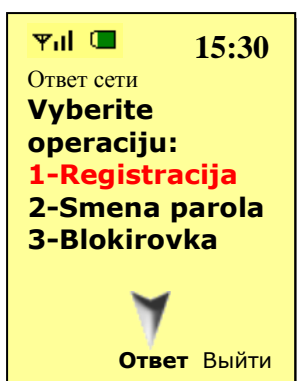 15:30
Ответ сети
Vyberite
operaciju:
1-Registracija
2-Smena parola
3-Blokirovka
Ответ Выйти